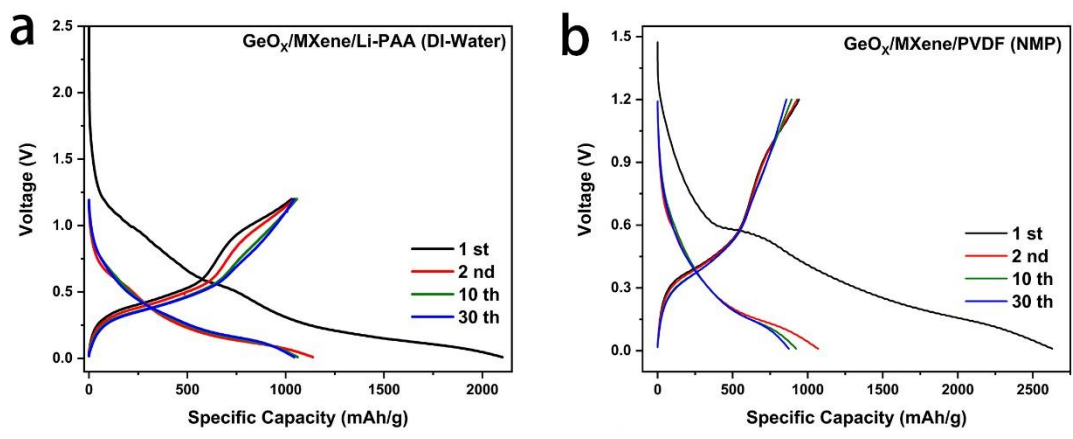 a
GeOx/MXene/Li-PAA (DI-Water)
2.5
2.0
1.5
1.0
0.5
0.0
Voltage (V)
1 st
2 nd
10 th
30 th
0 500 1000 1500 2000
Specific Capacity (mAh/g)
b
GeOx/MXene/PVDF (NMP)
1.5
1.2
0.9
0.6
0.3
0.0
Voltage (V)
1 st
2 nd
10 th
30 th
0 500 1000 1500 2000 2500
Specific Capacity (mAh/g)